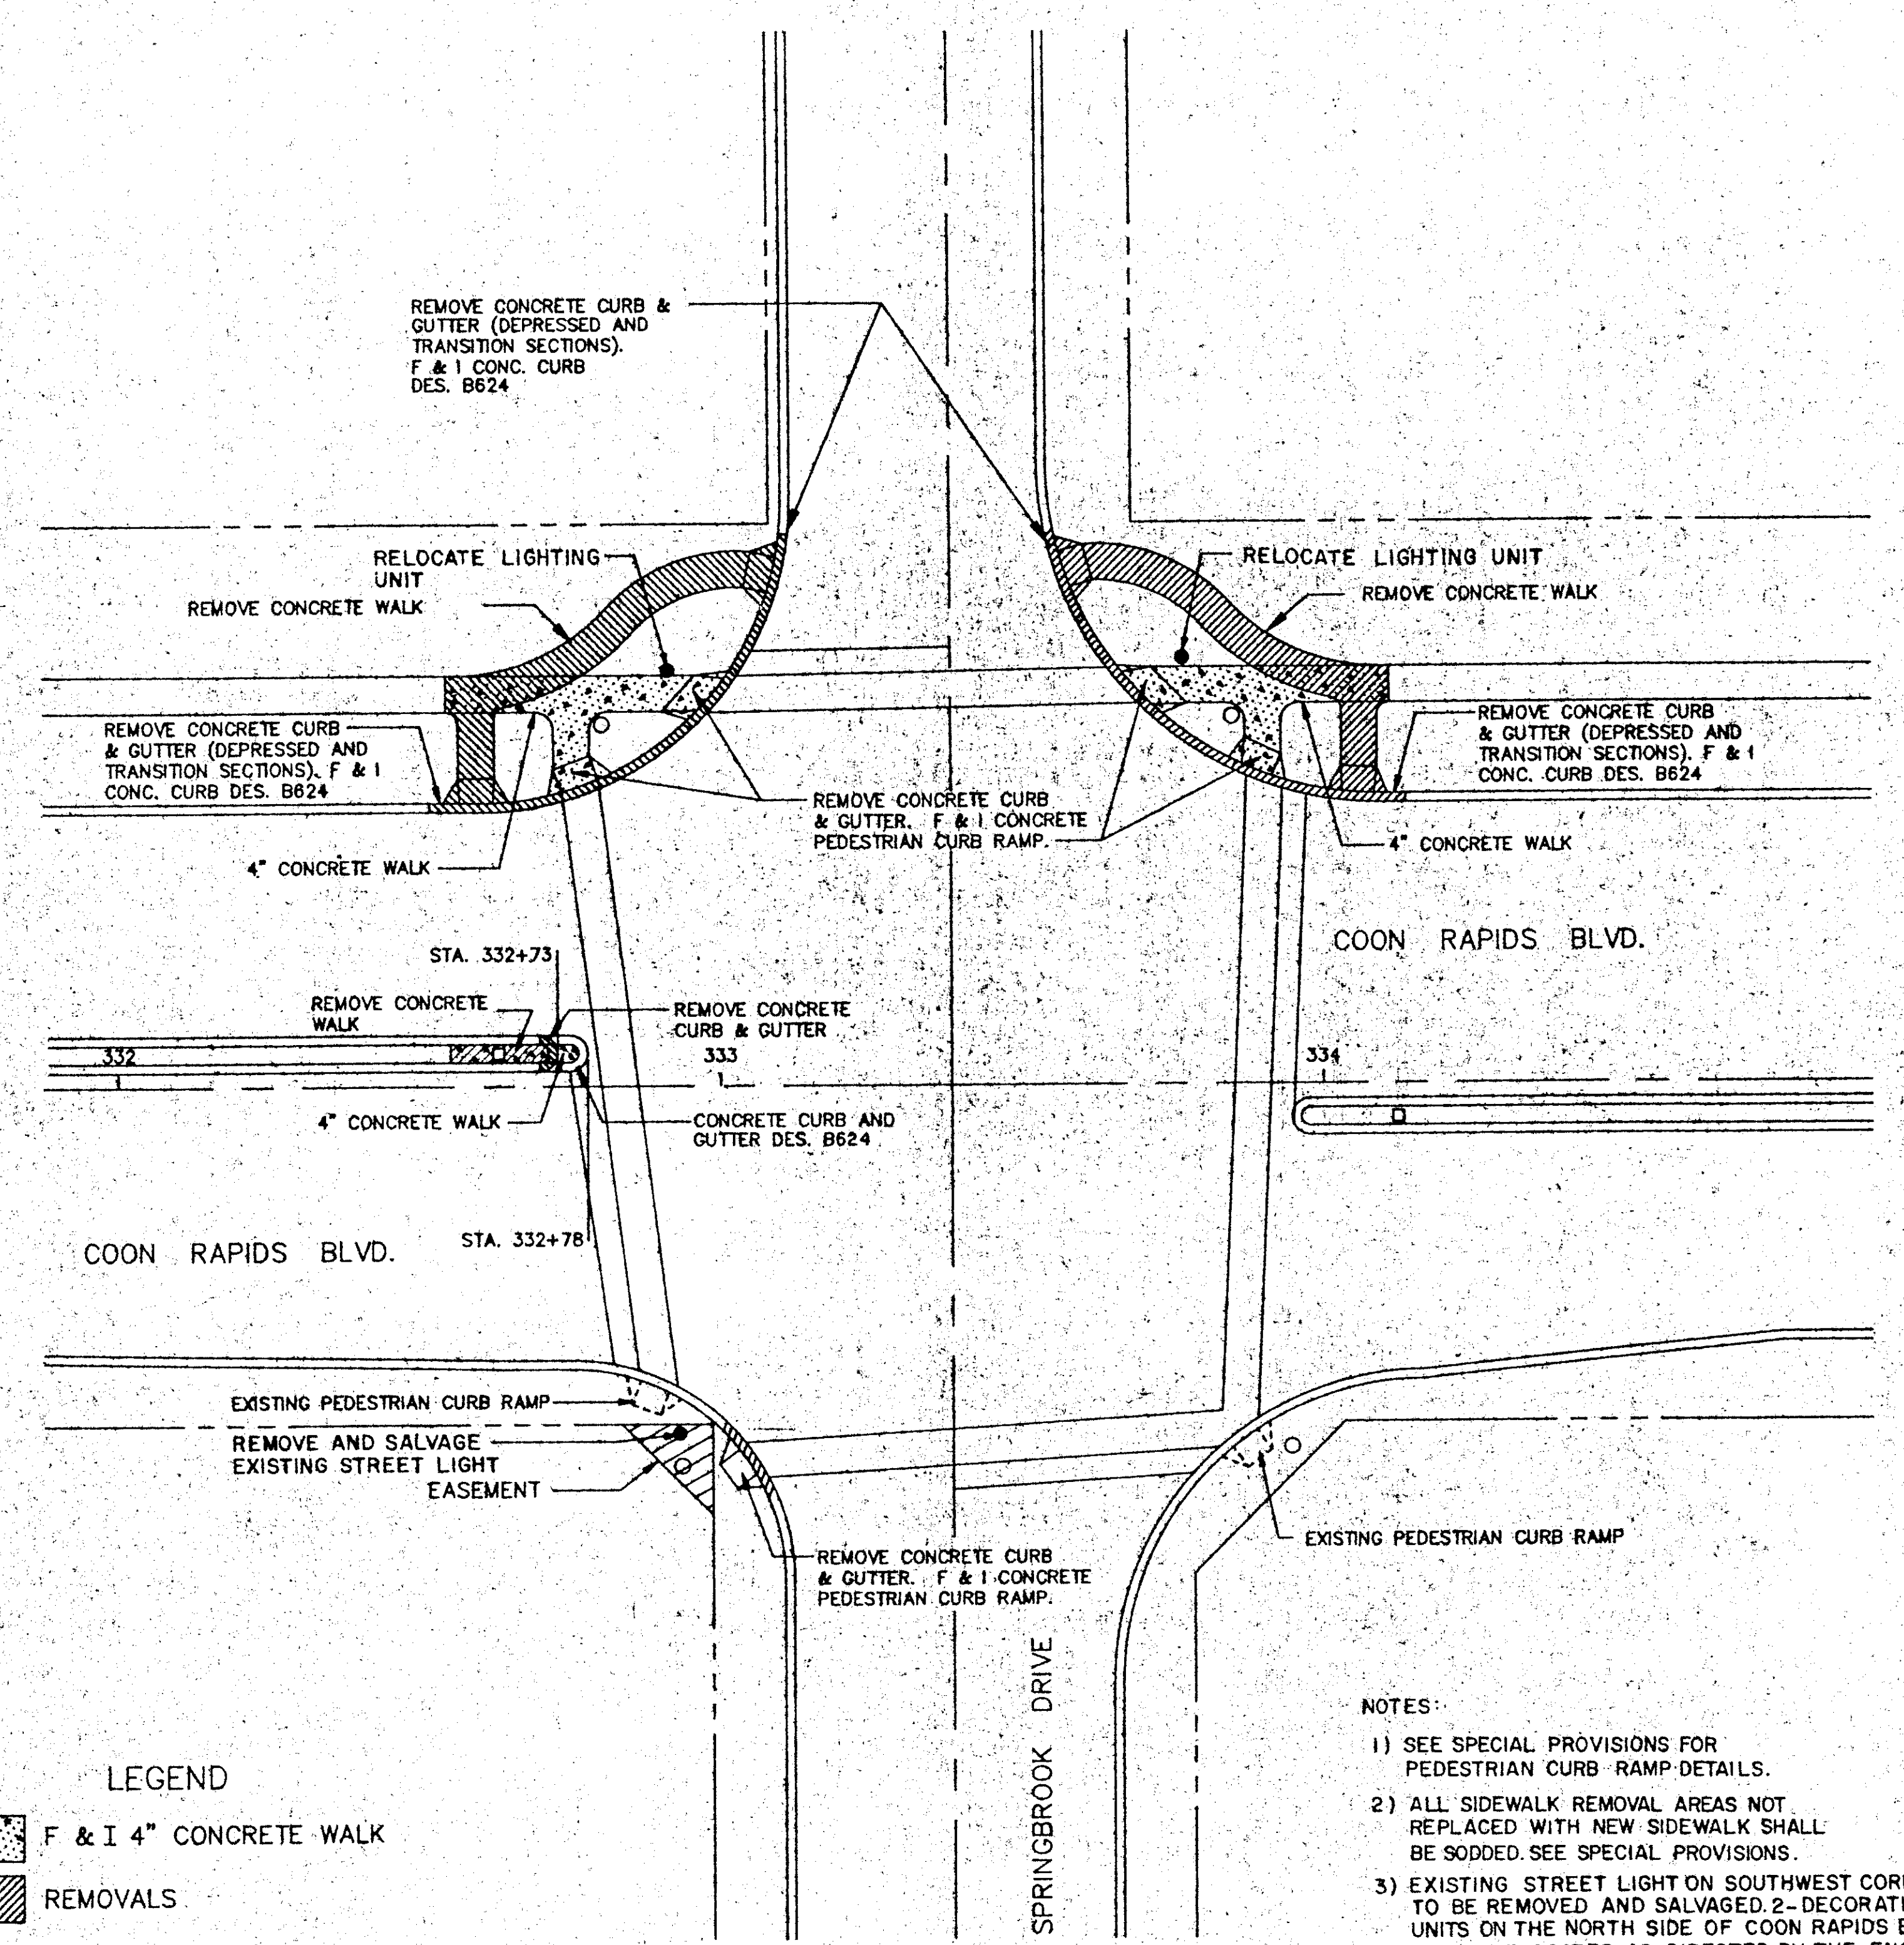 REMOVE CONCRETE CURB &
GUTTER (DEPRESSED AND
TRANSITION SECTIONS).
F & I CONC. CURB
DES. B624
RELOCATE LIGHTING
UNIT
REMOVE CONCRETE WALK
RELOCATE LIGHTING UNIT
REMOVE CONCRETE WALK
REMOVE CONCRETE CURB
& GUTTER (DEPRESSED AND
TRANSITION SECTIONS). F & I
CONC. CURB DES. B624
REMOVE CONCRETE CURB
& GUTTER (DEPRESSED AND
TRANSITION SECTIONS). F & I
CONC. CURB DES. B624
REMOVE CONCRETE CURB
& GUTTER. F & I CONCRETE
PEDESTRIAN CURB RAMP.
4" CONCRETE WALK
4" CONCRETE WALK
COON RAPIDS BLVD.
STA. 332+73
REMOVE CONCRETE
WALK
REMOVE CONCRETE
CURB & GUTTER
332
333
334
4" CONCRETE WALK
CONCRETE CURB AND
GUTTER DES. B624
STA. 332+78
COON RAPIDS BLVD.
EXISTING PEDESTRIAN CURB RAMP
REMOVE AND SALVAGE
EXISTING STREET LIGHT
EASEMENT
EXISTING PEDESTRIAN CURB RAMP
REMOVE CONCRETE CURB
& GUTTER. F & I CONCRETE
PEDESTRIAN CURB RAMP.
SPRINGBROOK DRIVE
LEGEND
F & I 4" CONCRETE WALK
REMOVALS
NOTES:
1) SEE SPECIAL PROVISIONS FOR
PEDESTRIAN CURB RAMP DETAILS.
2) ALL SIDEWALK REMOVAL AREAS NOT
REPLACED WITH NEW SIDEWALK SHALL
BE SODDED. SEE SPECIAL PROVISIONS.
3) EXISTING STREET LIGHT ON SOUTHWEST
TO BE REMOVED AND SALVAGED. 2-
UNITS ON THE NORTH SIDE OF COON RAPIDS